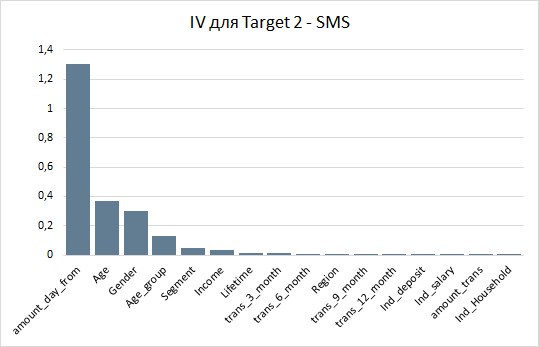 IV для Target 2 - SMS
1,4
1,2
1
0,8
0,6
0,4
0,2
0
amount_day_from
Age
Gender
Age_group
Segment
Income
Lifetime
trans_3_month
trans_6_month
Region
trans_9_month
trans_12_month
Ind_deposit
Ind_salary
amount_trans
Ind_Household